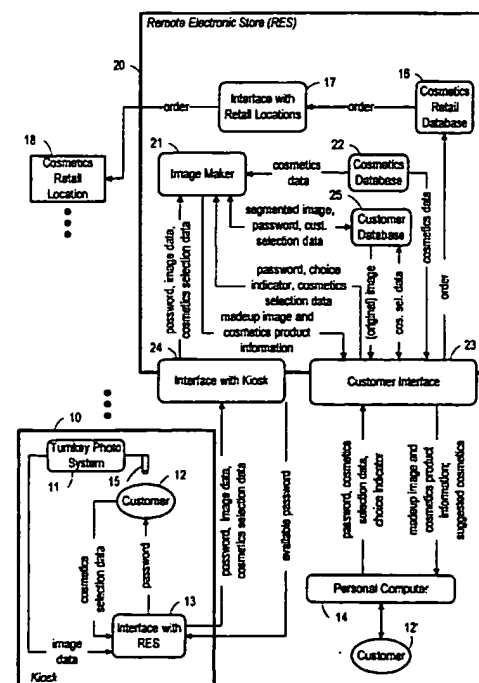 Remote Electronic Store (RES)
20
17
16
order
Interface with
Retail Locations
order
Cosmetics
Retail
Database
18
Cosmetics
Retail
Location
21
Image Maker
cosmetics
data
22
Cosmetics
Database
25
Customer
Database
segmented image,
password, cust.
selection data
password, image data,
cosmetics selection data
password, choice
indicator, cosmetics
selection data
madeup image and
cosmetics product
information
(original) image
cos. sel. data
cosmetics data
order
24
Interface with Kiosk
23
Customer Interface
10
Turnkey Photo
System
11
15
12
Customer
cosmetics
selection data
password
13
Interface with
RES
image
data
Kiosk
password, image data,
cosmetics selection data
available password
password, cosmetics
selection data,
choice indicator
madeup image and
cosmetics product
information;
suggested cosmetics
Personal Computer
14
Customer
12'